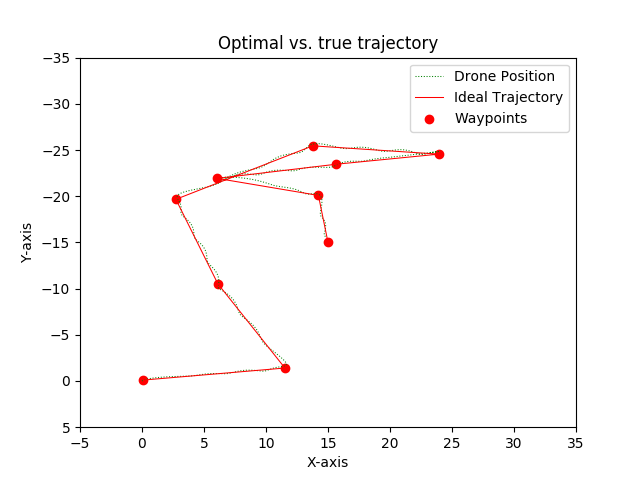 Optimal vs. true trajectory
Drone Position
Ideal Trajectory
Waypoints
Y-axis
−35
−30
−25
−20
−15
−10
−5
0
5
−5 0 5 10 15 20 25 30 35
X-axis